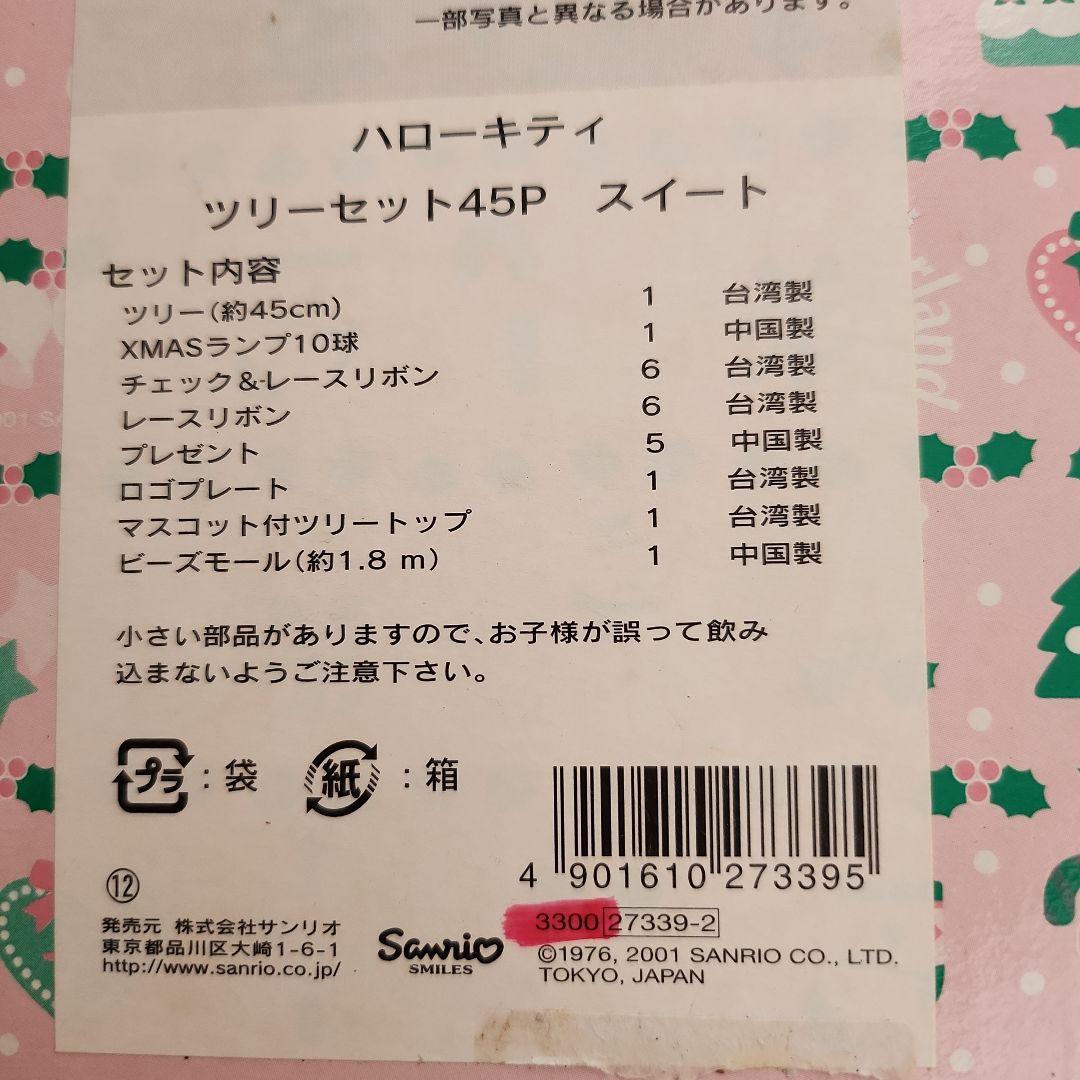 一部写真と異なる場合があります。
ハローキティ
ツリーセット45P スイート
セット内容
ツリー(約45cm) 1 台湾製
XMASランプ10球 1 中国製
チェック&レースリボン 6 台湾製
レースリボン 6 台湾製
プレゼント 5 中国製
ロゴプレート 1 台湾製
マスコット付ツリートップ 1 台湾製
ビーズモール(約1.8 m) 1 中国製
小さい部品がありますので、お子様が誤って飲み
込まないようご注意下さい。
プラ : 袋 紙 : 箱
4 901610 273395
⑫
3300 27339-2
発売元 株式会社サンリオ
東京都品川区大崎1-6-1
http://www.sanrio.co.jp/
Sanrio
SMILES
©1976, 2001 SANRIO CO., LTD.
TOKYO, JAPAN